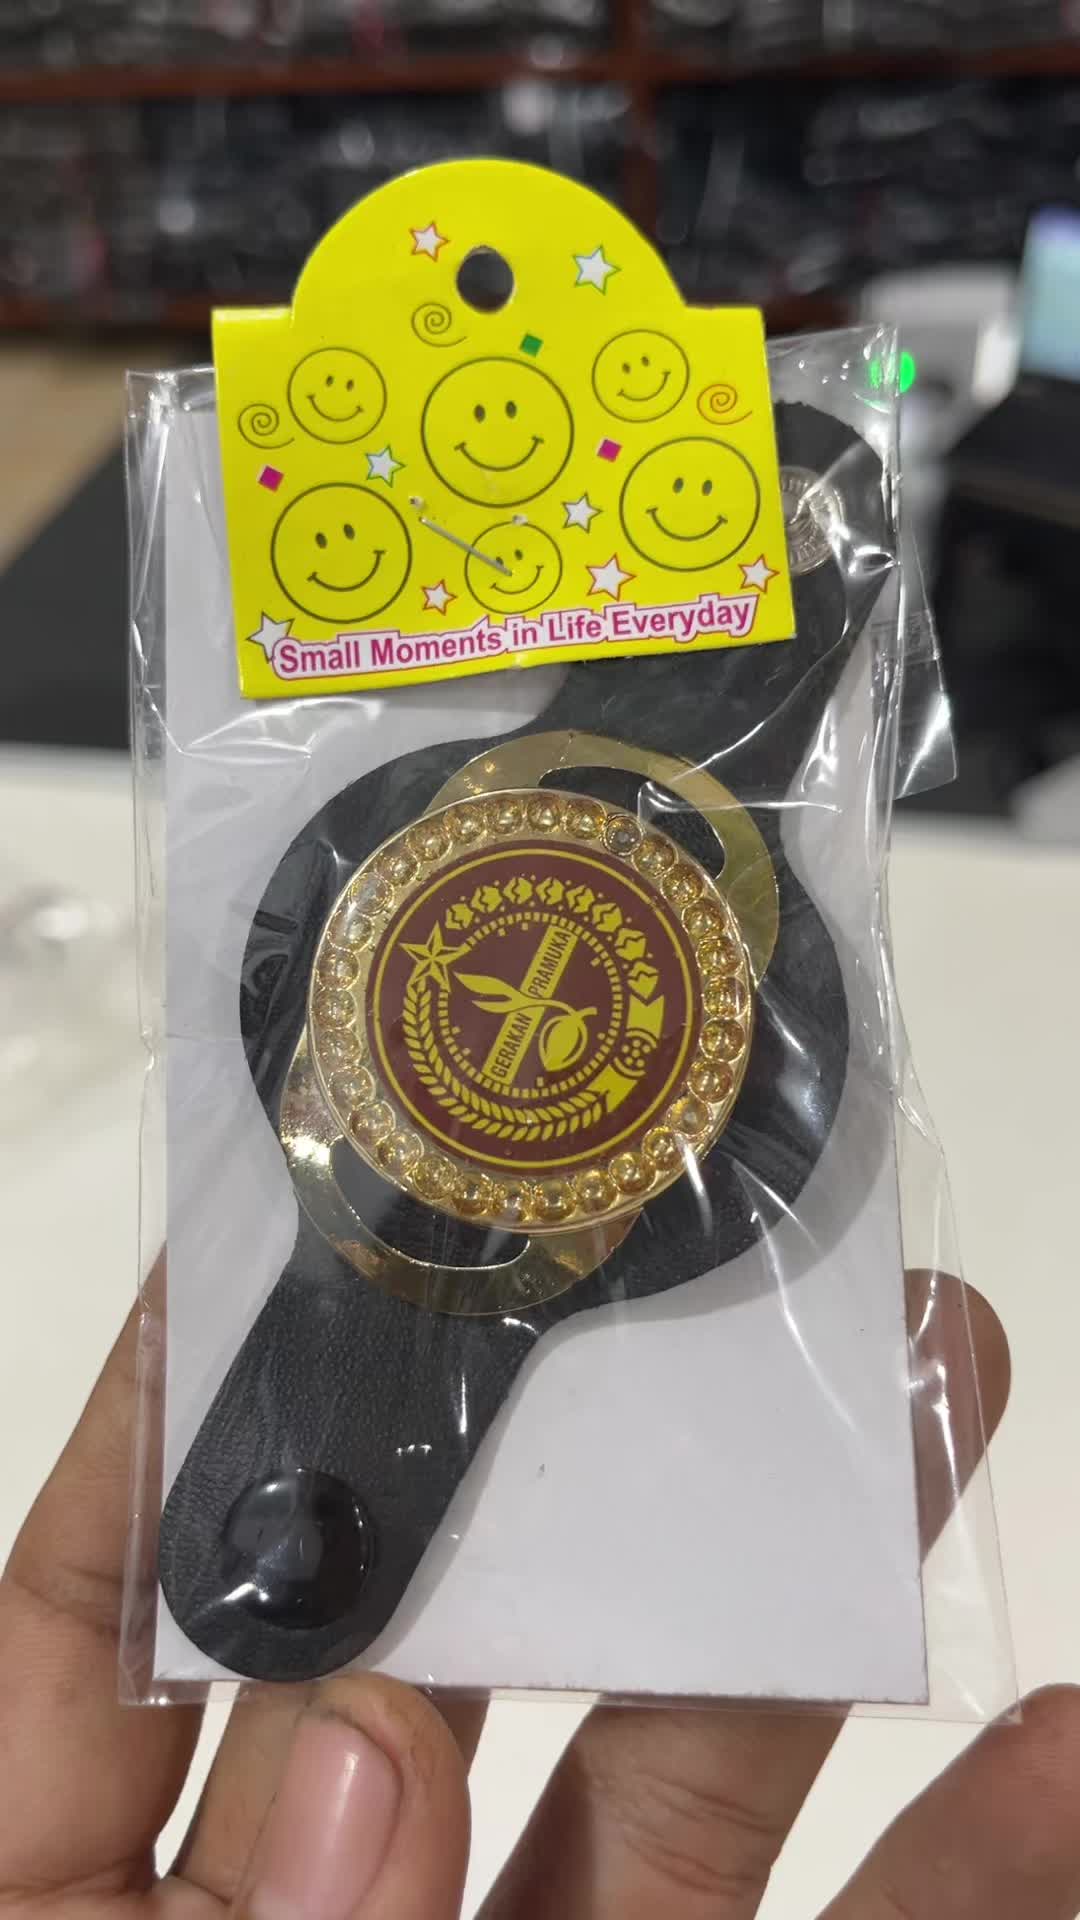 Small Moments in Life Everyday
GERAKAN
PRAMUKA